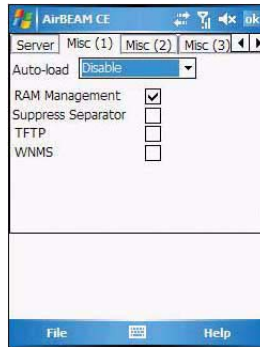 AirBEAM CE ok
Server Misc (1) Misc (2) Misc (3)
Auto-load Disable
RAM Management
Suppress Separator
TFTP
WNMS
File Help